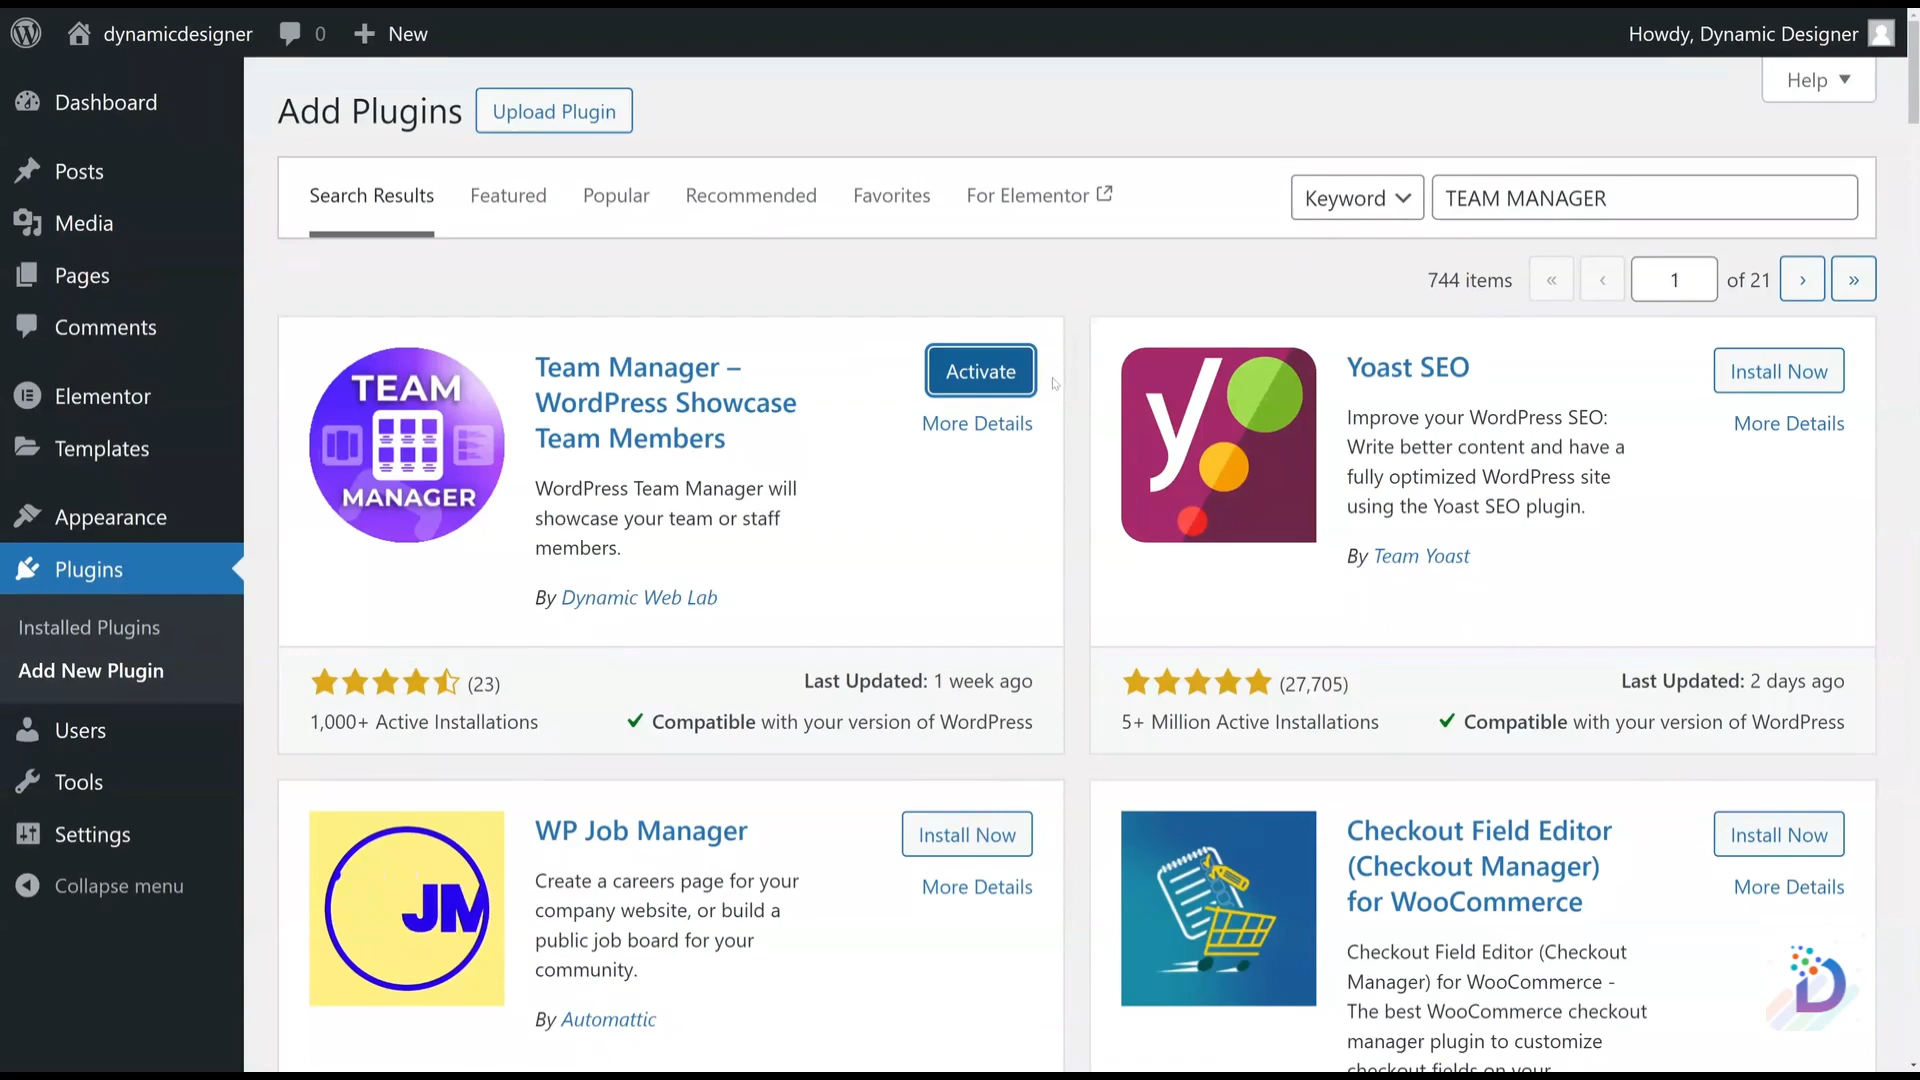 dynamicdesigner
0
New
Howdy, Dynamic Designer
Help
Dashboard
Posts
Media
Pages
Comments
Elementor
Templates
Appearance
Plugins
Installed Plugins
Add New Plugin
Users
Tools
Settings
Collapse menu
Add Plugins
Upload Plugin
Search Results
Featured
Popular
Recommended
Favorites
For Elementor
Keyword
TEAM MANAGER
744 items
«
‹
1
of 21
›
»
TEAM
MANAGER
Team Manager –
WordPress Showcase
Team Members
Activate
More Details
WordPress Team Manager will
showcase your team or staff
members.
By Dynamic Web Lab
(23)
1,000+ Active Installations
Last Updated: 1 week ago
Compatible with your version of WordPress
y
Yoast SEO
Install Now
More Details
Improve your WordPress SEO:
Write better content and have a
fully optimized WordPress site
using the Yoast SEO plugin.
By Team Yoast
(27,705)
5+ Million Active Installations
Last Updated: 2 days ago
Compatible with your version of WordPress
JM
WP Job Manager
Install Now
More Details
Create a careers page for your
company website, or build a
public job board for your
community.
By Automattic
Checkout Field Editor
(Checkout Manager)
for WooCommerce
Install Now
More Details
Checkout Field Editor (Checkout
Manager) for WooCommerce -
The best WooCommerce checkout
manager plugin to customize
checkout fields on your
D